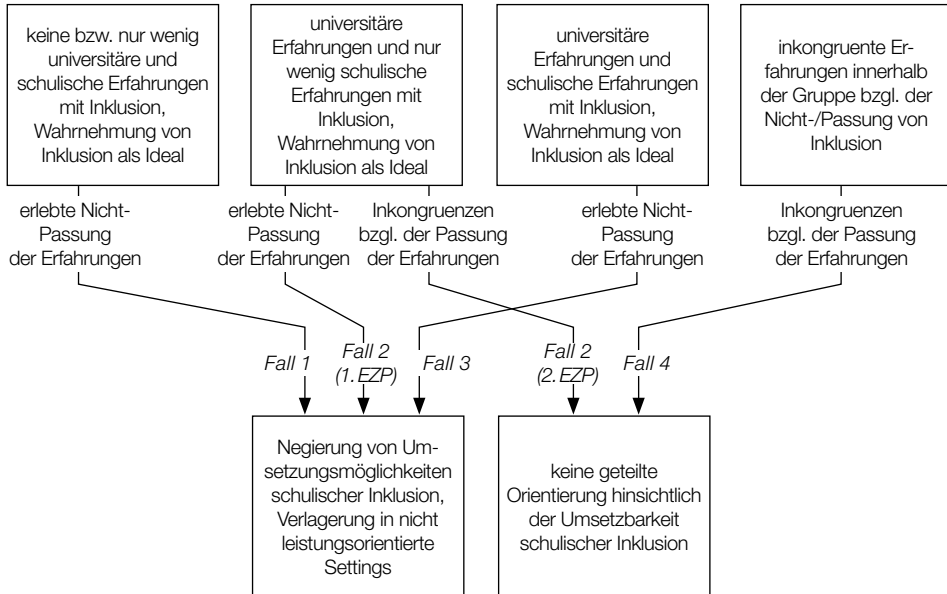 keine bzw. nur wenig
universitäre und
schulische Erfahrungen
mit Inklusion,
Wahrnehmung von
Inklusion als Ideal
universitäre
Erfahrungen und nur
wenig schulische
Erfahrungen mit
Inklusion,
Wahrnehmung von
Inklusion als Ideal
universitäre
Erfahrungen und
schulische Erfahrungen
mit Inklusion,
Wahrnehmung von
Inklusion als Ideal
inkongruente Er-
fahrungen innerhalb
der Gruppe bzgl. der
Nicht-/Passung von
Inklusion
erlebte Nicht-
Passung
der Erfahrungen
erlebte Nicht-
Passung
der Erfahrungen
Inkongruenzen
bzgl. der Passung
der Erfahrungen
erlebte Nicht-
Passung
der Erfahrungen
Inkongruenzen
bzgl. der Passung
der Erfahrungen
Fall 1
Fall 2
(1. EZP)
Fall 3
Fall 2
(2. EZP)
Fall 4
Negierung von Um-
setzungsmöglichkeiten
schulischer Inklusion,
Verlagerung in nicht
leistungsorientierte
Settings
keine geteilte
Orientierung hinsichtlich
der Umsetzbarkeit
schulischer Inklusion